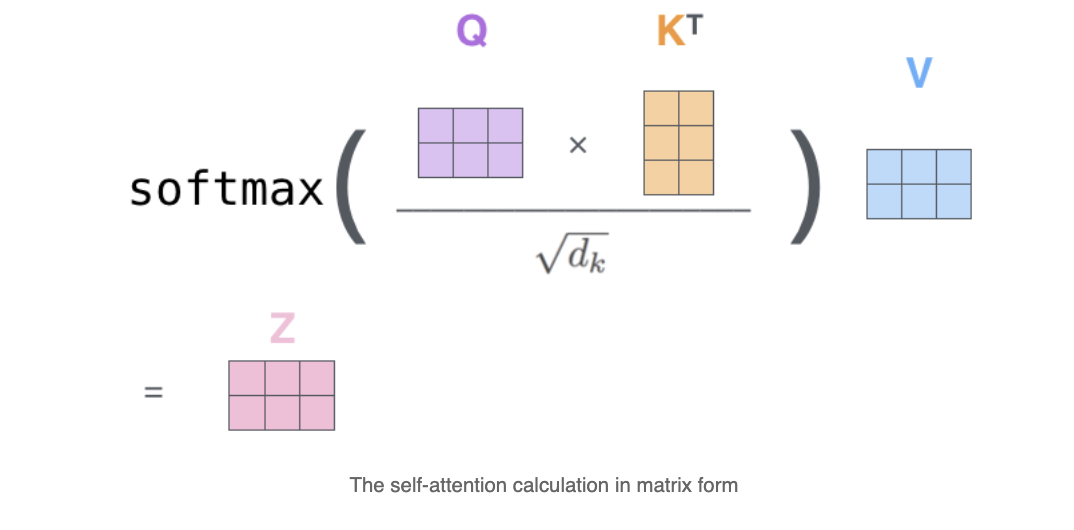 Q Kᵀ V
softmax( × ) 
√dₖ
Z
=
The self-attention calculation in matrix form